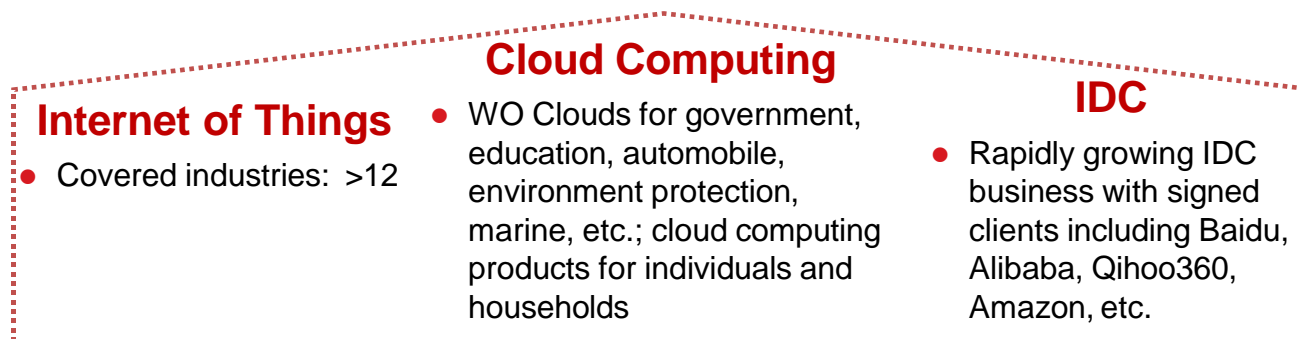 Internet of Things
● Covered industries: >12
Cloud Computing
● WO Clouds for government,
education, automobile,
environment protection,
marine, etc.; cloud computing
products for individuals and
households
IDC
● Rapidly growing IDC
business with signed
clients including Baidu,
Alibaba, Qihoo360,
Amazon, etc.